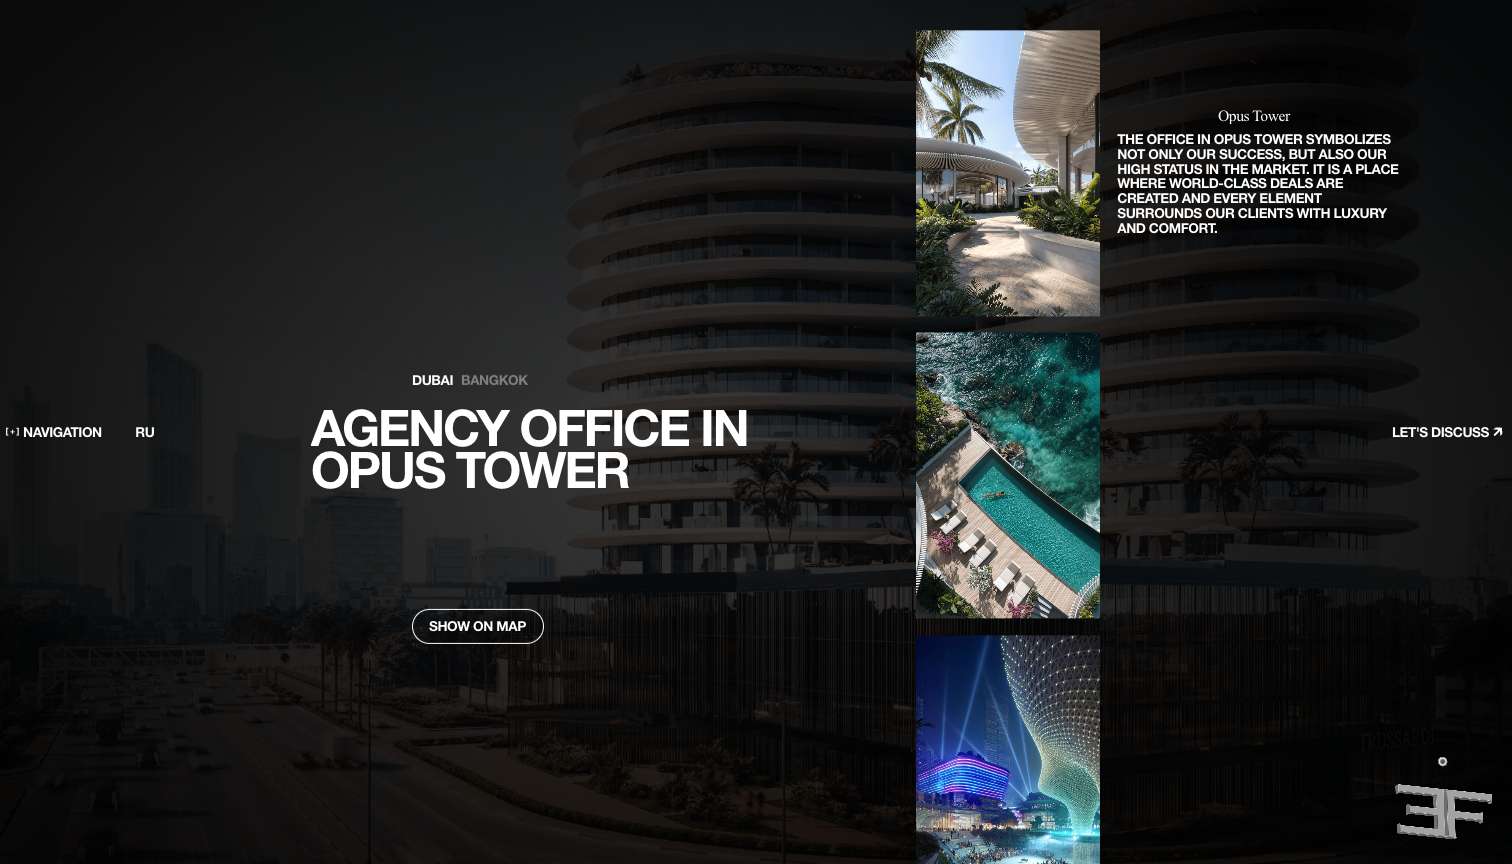 [+] NAVIGATION
RU
DUBAI BANGKOK
AGENCY OFFICE IN
OPUS TOWER
SHOW ON MAP
Opus Tower
THE OFFICE IN OPUS TOWER SYMBOLIZES
NOT ONLY OUR SUCCESS, BUT ALSO OUR
HIGH STATUS IN THE MARKET. IT IS A PLACE
WHERE WORLD-CLASS DEALS ARE
CREATED AND EVERY ELEMENT
SURROUNDS OUR CLIENTS WITH LUXURY
AND COMFORT.
LET'S DISCUSS